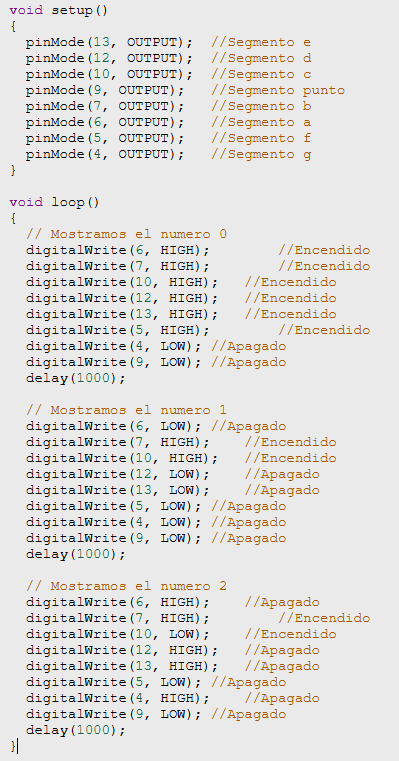 void setup()
{
  pinMode(13, OUTPUT);  //Segmento e
  pinMode(12, OUTPUT);  //Segmento d
  pinMode(10, OUTPUT);  //Segmento c
  pinMode(9, OUTPUT);   //Segmento punto
  pinMode(7, OUTPUT);   //Segmento b
  pinMode(6, OUTPUT);   //Segmento a
  pinMode(5, OUTPUT);   //Segmento f
  pinMode(4, OUTPUT);   //Segmento g
}

void loop()
{
  // Mostramos el numero 0
  digitalWrite(6, HIGH);        //Encendido
  digitalWrite(7, HIGH);        //Encendido
  digitalWrite(10, HIGH);   //Encendido
  digitalWrite(12, HIGH);   //Encendido
  digitalWrite(13, HIGH);   //Encendido
  digitalWrite(5, HIGH);        //Encendido
  digitalWrite(4, LOW); //Apagado
  digitalWrite(9, LOW); //Apagado
  delay(1000);

  // Mostramos el numero 1
  digitalWrite(6, LOW); //Apagado
  digitalWrite(7, HIGH);    //Encendido
  digitalWrite(10, HIGH);   //Encendido
  digitalWrite(12, LOW);    //Apagado
  digitalWrite(13, LOW);    //Apagado
  digitalWrite(5, LOW); //Apagado
  digitalWrite(4, LOW); //Apagado
  digitalWrite(9, LOW); //Apagado
  delay(1000);

  // Mostramos el numero 2
  digitalWrite(6, HIGH);    //Apagado
  digitalWrite(7, HIGH);        //Encendido
  digitalWrite(10, LOW);    //Encendido
  digitalWrite(12, HIGH);   //Apagado
  digitalWrite(13, HIGH);   //Apagado
  digitalWrite(5, LOW); //Apagado
  digitalWrite(4, HIGH);    //Apagado
  digitalWrite(9, LOW); //Apagado
  delay(1000);
}